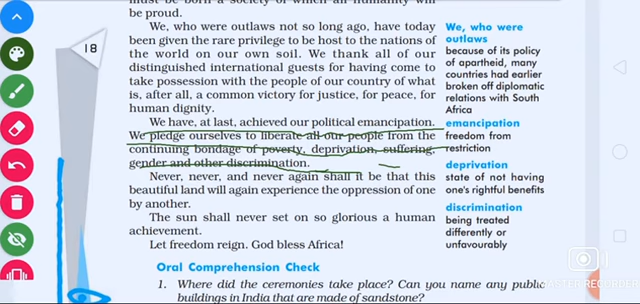 be proud.
We, who were outlaws not so long ago, have today
been given the rare privilege to be host to the nations of
the world on our own soil. We thank all of our
distinguished international guests for having come to
take possession with the people of our country of what
is, after all, a common victory for justice, for peace, for
human dignity.
We have, at last, achieved our political emancipation.
We pledge ourselves to liberate all our people from the
continuing bondage of poverty, deprivation, suffering,
gender and other discrimination.
Never, never, and never again shall it be that this
beautiful land will again experience the oppression of one
by another.
The sun shall never set on so glorious a human
achievement.
Let freedom reign. God bless Africa!
Oral Comprehension Check
1. Where did the ceremonies take place? Can you name any public
buildings in India that are made of sandstone?
We, who were
outlaws
because of its policy
of apartheid, many
countries had earlier
broken off diplomatic
relations with South
Africa
emancipation
freedom from
restriction
deprivation
state of not having
one's rightful benefits
discrimination
being treated
differently or
unfavourably
18
MASTER RECORDER